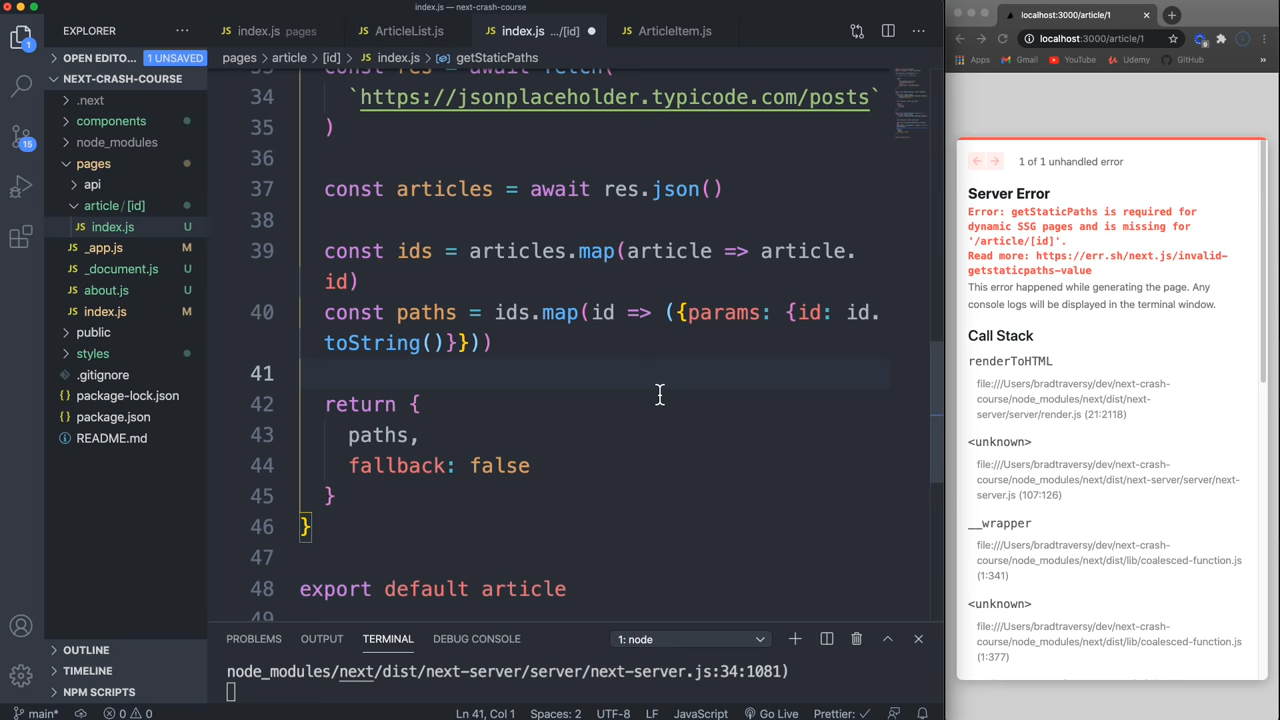 index.js — next-crash-course
EXPLORER
index.js pages
ArticleList.js
index.js .../[id]
ArticleItem.js
OPEN EDITO...
1 UNSAVED
pages > article > [id] > index.js > getStaticPaths
NEXT-CRASH-COURSE
.next
components
node_modules
pages
api
article / [id]
index.js U
_app.js M
_document.js U
about.js U
index.js M
public
styles
.gitignore
package-lock.json
package.json
README.md
OUTLINE
TIMELINE
NPM SCRIPTS
1
15
33 const res = await fetch(
34 `https://jsonplaceholder.typicode.com/posts`
35 )
36
37 const articles = await res.json()
38
39 const ids = articles.map(article => article.
id)
40 const paths = ids.map(id => ({params: {id: id.
toString()}}))
41
42 return {
43 paths,
44 fallback: false
45 }
46 }
47
48 export default article
49
PROBLEMS
OUTPUT
TERMINAL
DEBUG CONSOLE
1: node
node_modules/next/dist/next-server/server/next-server.js:34:1081)
main*
0 0
Ln 41, Col 1
Spaces: 2
UTF-8
LF
JavaScript
Go Live
Prettier: ✓
localhost:3000/article/1
localhost:3000/article/1
Apps
Gmail
YouTube
Udemy
GitHub
»
1 of 1 unhandled error
Server Error
Error: getStaticPaths is required for
dynamic SSG pages and is missing for
'/article/[id]'.
Read more: https://err.sh/next.js/invalid-
getstaticpaths-value
This error happened while generating the page. Any
console logs will be displayed in the terminal window.
Call Stack
renderToHTML
file:///Users/bradtraversy/dev/next-crash-
course/node_modules/next/dist/next-
server/server/render.js (21:2118)
<unknown>
file:///Users/bradtraversy/dev/next-crash-
course/node_modules/next/dist/next-server/server/next-
server.js (107:126)
__wrapper
file:///Users/bradtraversy/dev/next-crash-
course/node_modules/next/dist/lib/coalesced-function.js
(1:341)
<unknown>
file:///Users/bradtraversy/dev/next-crash-
course/node_modules/next/dist/lib/coalesced-function.js
(1:377)